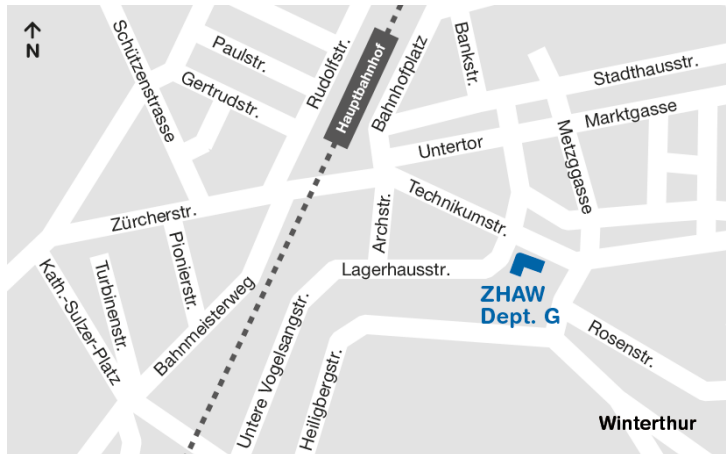 N
Schützenstrasse
Paulstr.
Gertrudstr.
Rudolfstr.
Hauptbahnhof
Bahnhofplatz
Bankstr.
Stadthausstr.
Marktgasse
Untertor
Metzggasse
Technikumstr.
Zürcherstr.
Pionierstr.
Archstr.
Lagerhausstr.
Kath.-Sulzer-Platz
Turbinenstr.
Bahnmeisterweg
Untere Vogelsangstr.
Heiligbergstr.
ZHAW
Dept. G
Rosenstr.
Winterthur